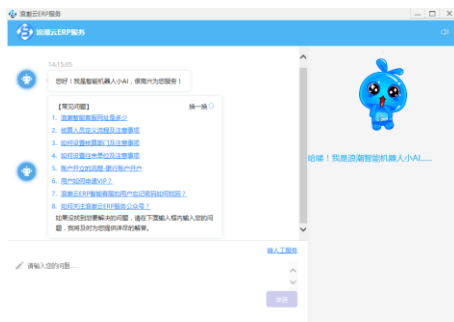 浪潮云ERP服务
浪潮云ERP服务
14:15:05
您好！我是智能机器人小AI，很高兴为您服务！
【常见问题】 换一换
1. 浪潮智能客服网址是多少
2. 核算人员定义流程及注意事项
3. 如何设置核算部门及注意事项
4. 如何设置往来单位及注意事项
5. 账户开立的流程-银行账户开户
6. 用户如何申请VIP？
7. 浪潮云ERP智能客服的用户忘记密码如何找回？
8. 如何关注浪潮云ERP服务公众号？
如果没找到您要解决的问题，请在下面输入框内输入您的问
题，我将及时为您提供详尽的解答。
哈喽！我是浪潮智能机器人小AI......
转人工服务
请输入您的问题...
发送